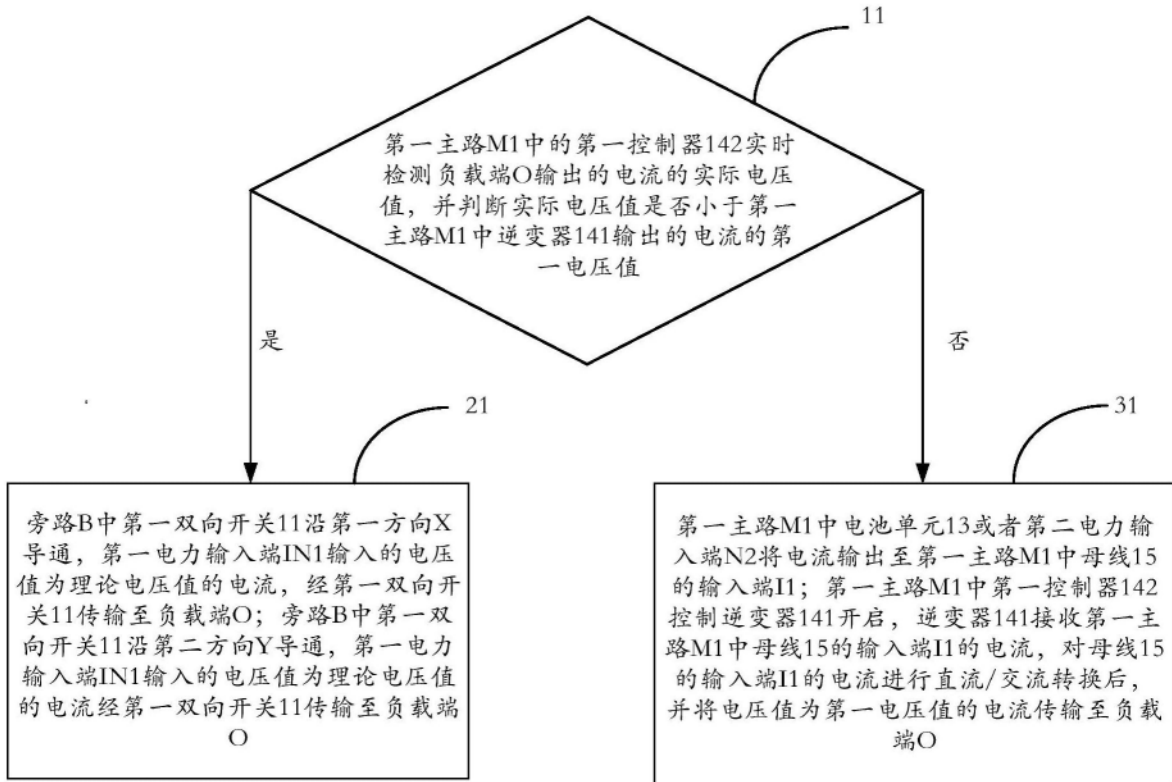 11
第一主路M1中的第一控制器142实时
检测负载端O输出的电流的实际电压
值，并判断实际电压值是否小于第一
主路M1中逆变器141输出的电流的第
一电压值
是
否
21
31
旁路B中第一双向开关11沿第一方向X
导通，第一电力输入端IN1输入的电压
值为理论电压值的电流，经第一双向开
关11传输至负载端O；旁路B中第一双
向开关11沿第二方向Y导通，第一电力
输入端IN1输入的电压值为理论电压值
的电流经第一双向开关11传输至负载端
O
第一主路M1中电池单元13或者第二电力输
入端N2将电流输出至第一主路M1中母线15
的输入端I1；第一主路M1中第一控制器142
控制逆变器141开启，逆变器141接收第一主
路M1中母线15的输入端I1的电流，对母线15
的输入端I1的电流进行直流/交流转换后，
并将电压值为第一电压值的电流传输至负载
端O